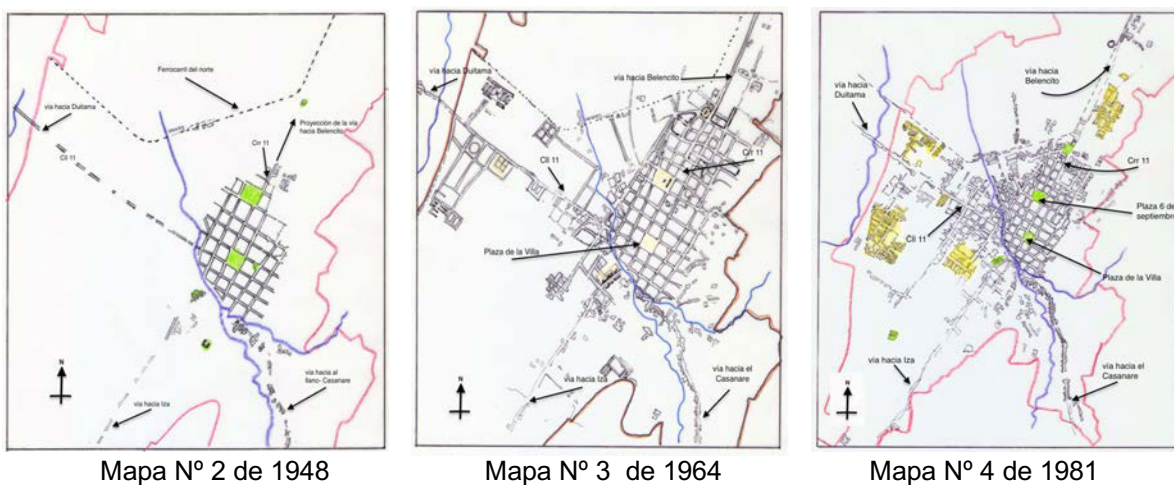 Ferrocarril del norte
vía hacia Duitama
Proyección de la vía
hacia Belencito
Crr 11
Cll 11
N
vía hacia al
llano- Casanare
vía hacia Iza
Mapa Nº 2 de 1948
vía hacia Duitama
vía hacia Belencito
Cll 11
Crr 11
Plaza de la Villa
N
vía hacia Iza
vía hacia el
Casanare
Mapa Nº 3 de 1964
vía hacia
Duitama
vía hacia
Belencito
Crr 11
Plaza 6 de
septiembre
Cll 11
Plaza de la Villa
vía hacia Iza
N
vía hacia el
Casanare
Mapa Nº 4 de 1981